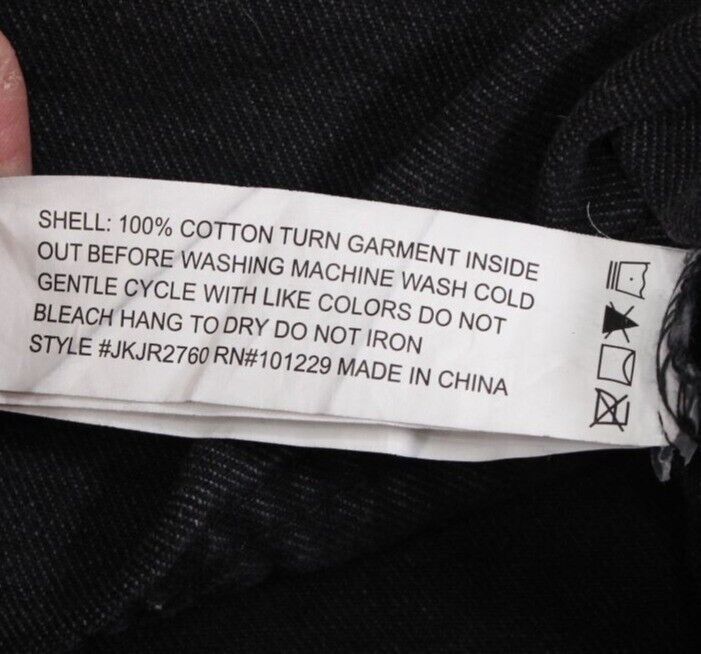 SHELL: 100% COTTON TURN GARMENT INSIDE
OUT BEFORE WASHING MACHINE WASH COLD
GENTLE CYCLE WITH LIKE COLORS DO NOT
BLEACH HANG TO DRY DO NOT IRON
STYLE #JKJR2760 RN#101229 MADE IN CHINA